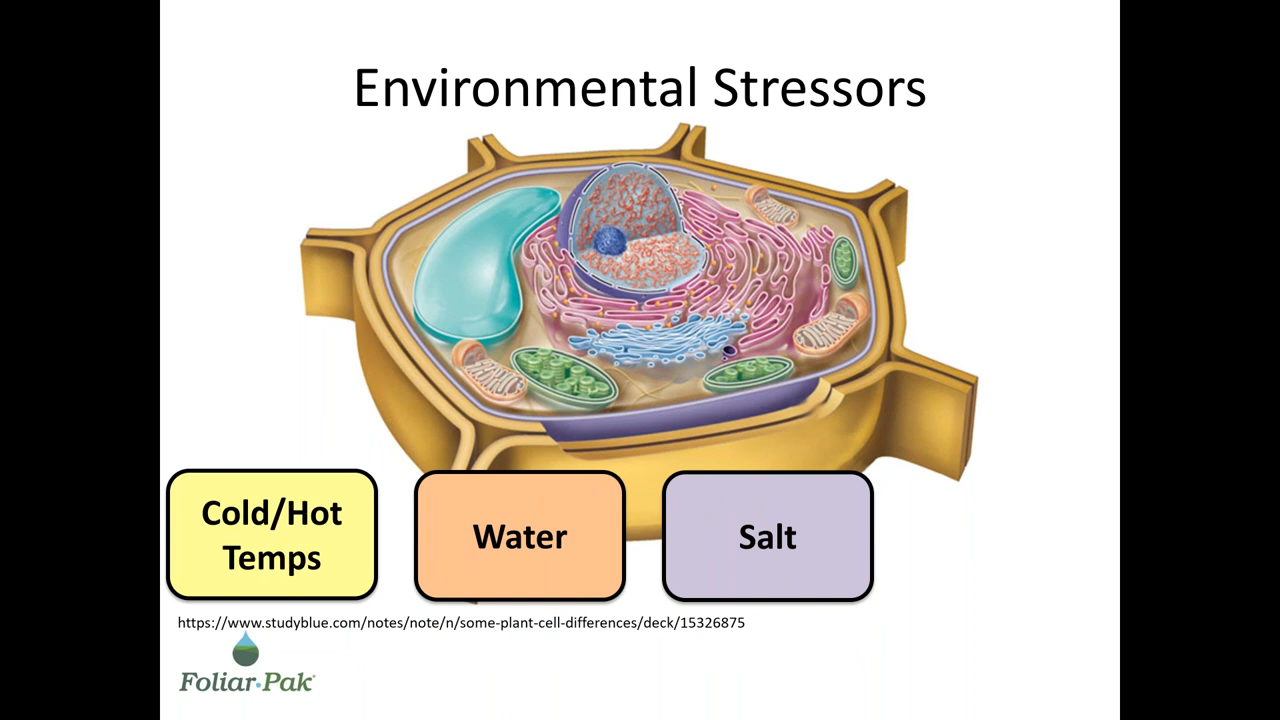 Environmental Stressors
Cold/Hot
Temps
Water
Salt
https://www.studyblue.com/notes/note/n/some-plant-cell-differences/deck/15326875
Foliar·Pak